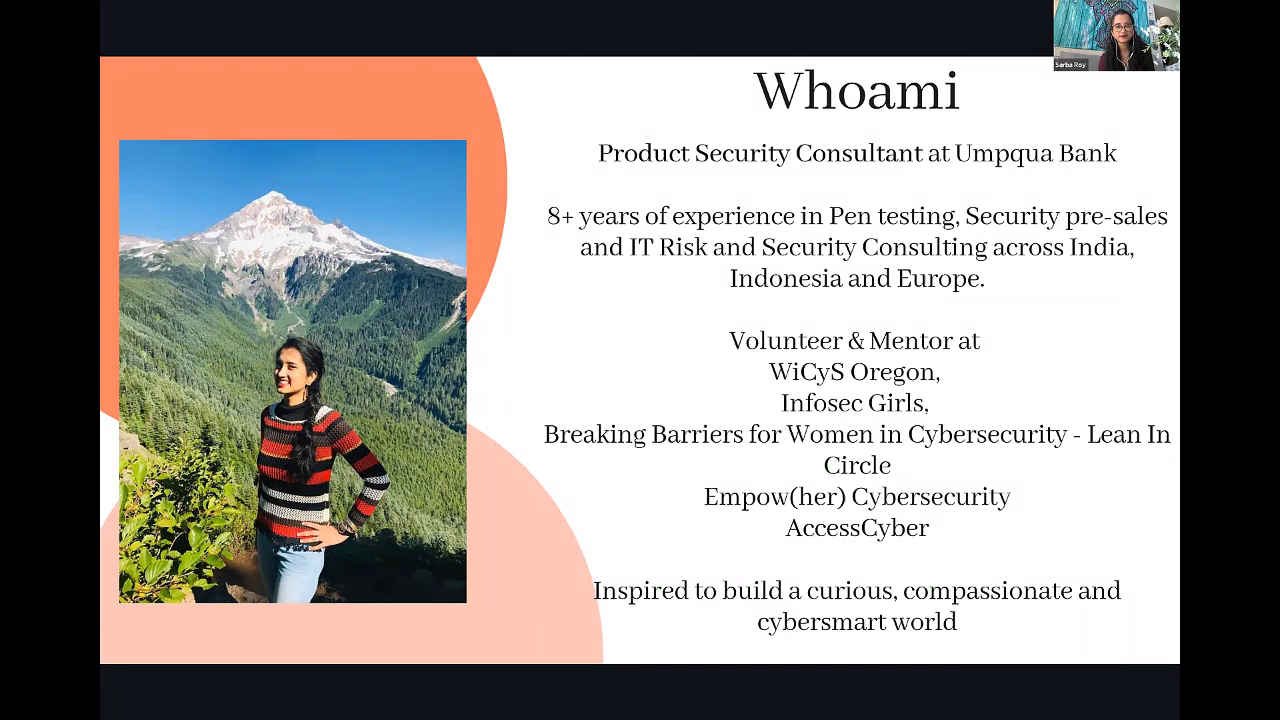 Sarba Roy
Whoami
Product Security Consultant at Umpqua Bank
8+ years of experience in Pen testing, Security pre-sales
and IT Risk and Security Consulting across India,
Indonesia and Europe.
Volunteer & Mentor at
WiCyS Oregon,
Infosec Girls,
Breaking Barriers for Women in Cybersecurity - Lean In
Circle
Empow(her) Cybersecurity
AccessCyber
Inspired to build a curious, compassionate and
cybersmart world